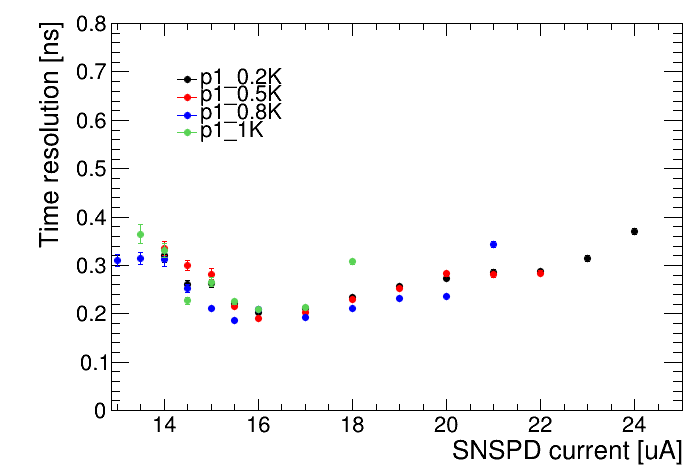 Time resolution [ns]
0.8
0.7
0.6
0.5
0.4
0.3
0.2
0.1
0
p1_0.2K
p1_0.5K
p1_0.8K
p1_1K
14 16 18 20 22 24
SNSPD current [uA]